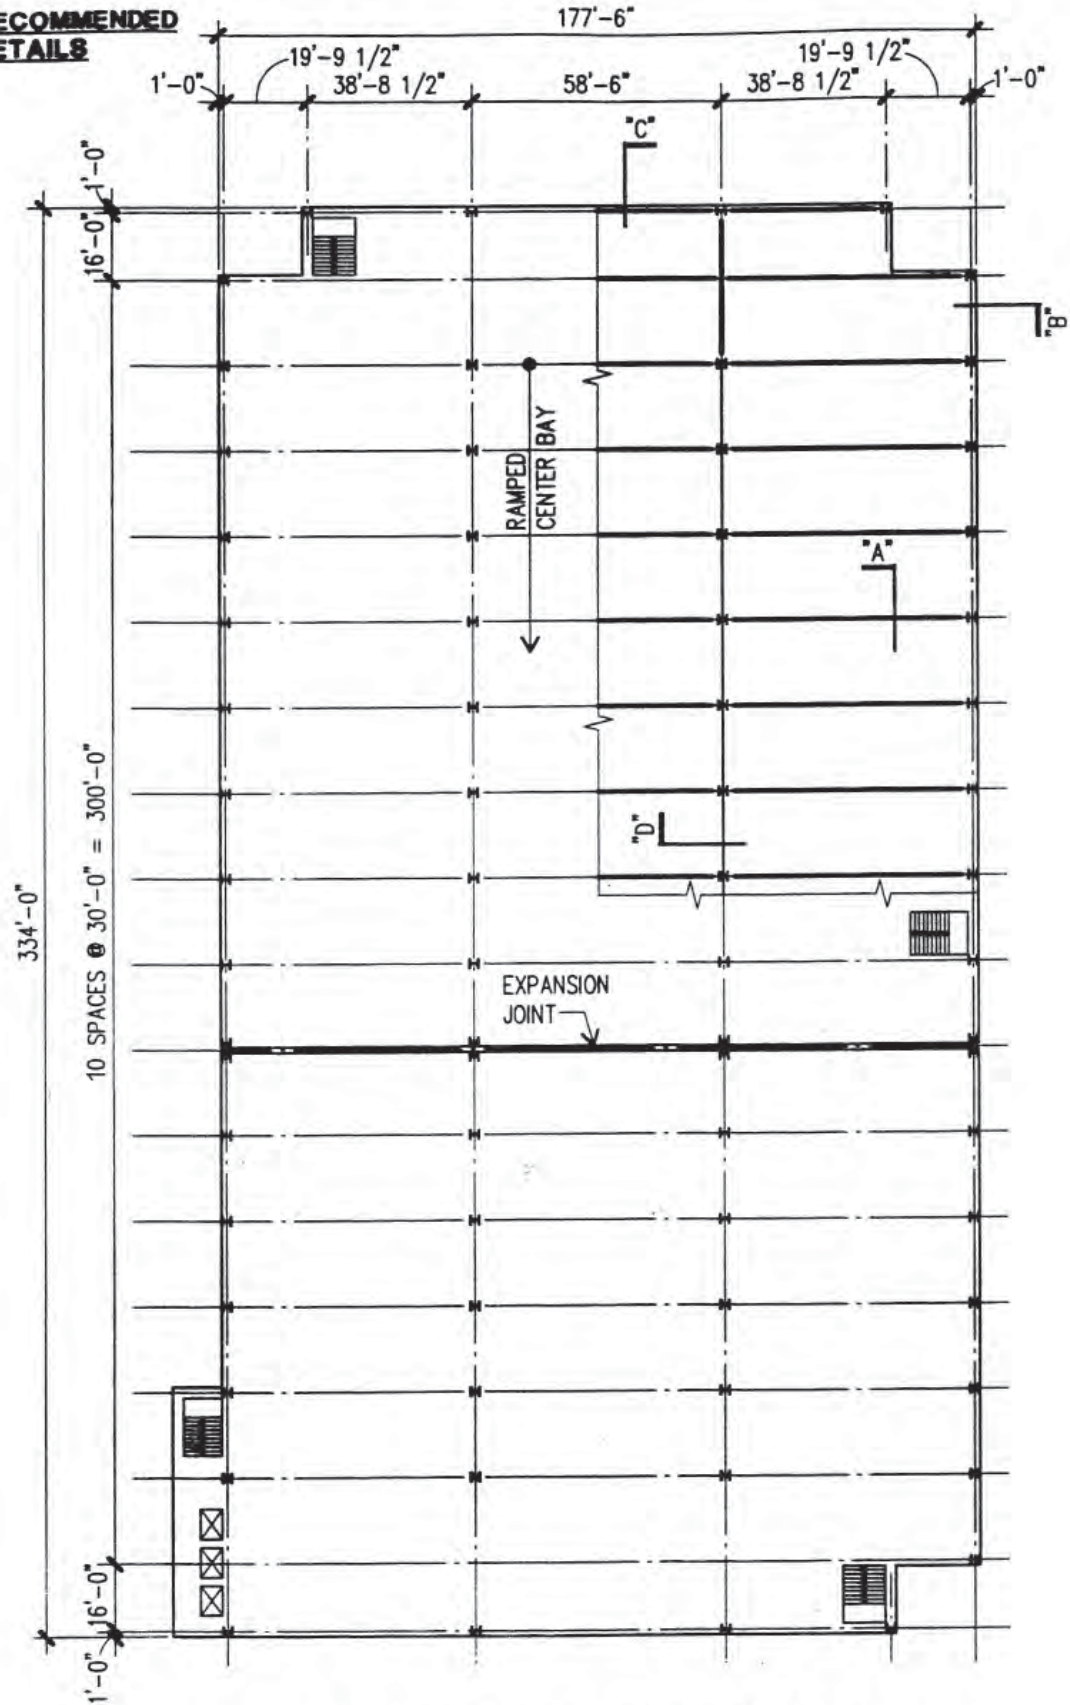 ECOMMENDED
ETAILS
177'-6"
19'-9 1/2"
19'-9 1/2"
1'-0"
38'-8 1/2"
58'-6"
38'-8 1/2"
1'-0"
"C"
1'-0"
16'-0"
"B"
RAMPED
CENTER BAY
"A"
10 SPACES @ 30'-0" = 300'-0"
"D"
334'-0"
EXPANSION
JOINT
16'-0"
1'-0"